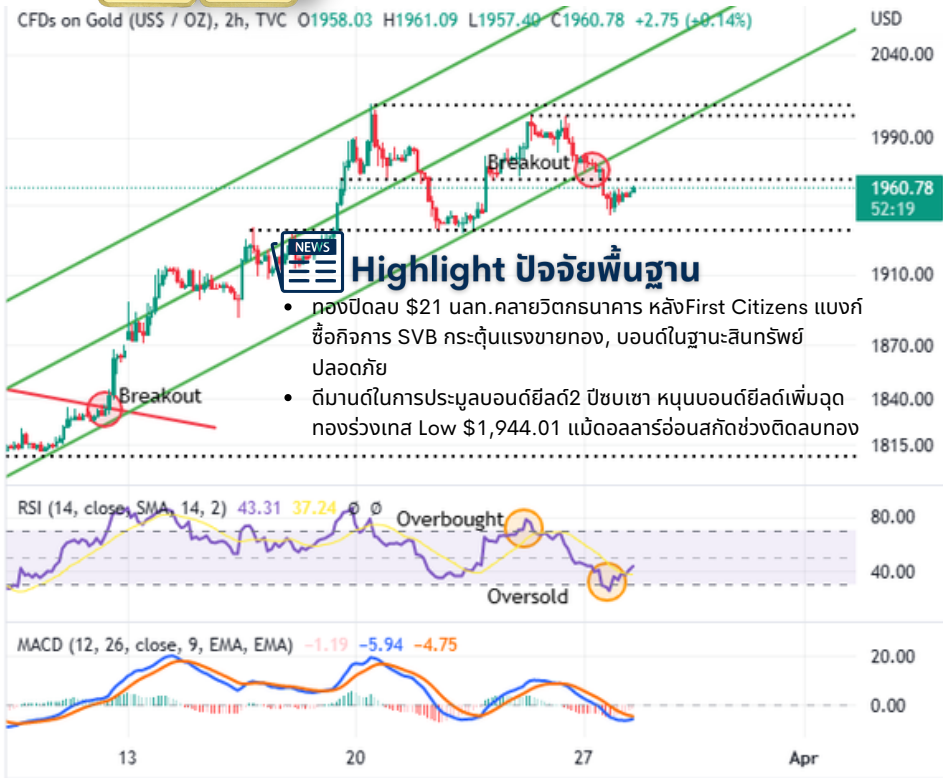 CFDs on Gold (US$ / OZ), 2h, TVC O1958.03 H1961.09 L1957.40 C1960.78 +2.75 (+0.14%)
USD
2040.00
1990.00
Breakout
1960.78
52:19
NEWS
Highlight ปัจจัยพื้นฐาน
1910.00
• ทองปิดลบ $21 นลท.คลายวิตกธนาคาร หลังFirst Citizens แบงก์
ซื้อกิจการ SVB กระตุ้นแรงขายทอง, บอนด์ในฐานะสินทรัพย์
ปลอดภัย
1870.00
• ดีมานด์ในการประมูลบอนด์ยีลด์2 ปีซบเซา หนุนบอนด์ยีลด์เพิ่มฉุด
ทองร่วงเทส Low $1,944.01 แม้ดอลลาร์อ่อนสกัดช่วงติดลบทอง
Breakout
1840.00
1815.00
RSI (14, close, SMA, 14, 2) 43.31 37.24 Ø Ø
Overbought
80.00
40.00
Oversold
MACD (12, 26, close, 9, EMA, EMA) −1.19 −5.94 −4.75
20.00
0.00
13 20 27 Apr